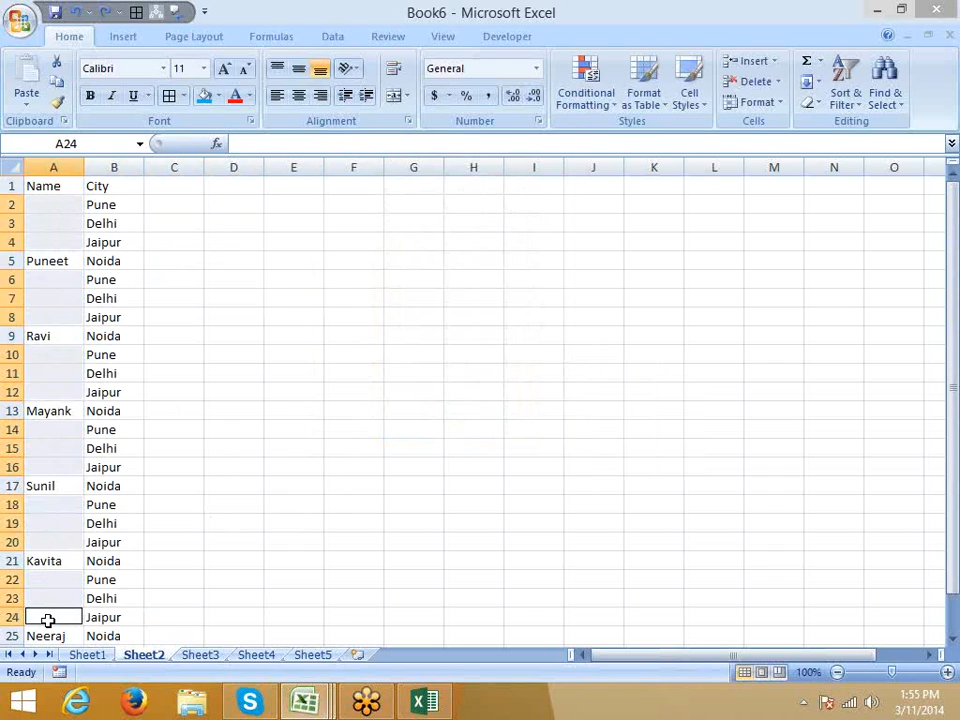 Book6 - Microsoft Excel
Home Insert Page Layout Formulas Data Review View Developer
Paste Calibri 11 General Conditional Formatting Format as Table Cell Styles Insert Delete Format Sort & Filter Find & Select
B I U $ % ,
Clipboard Font Alignment Number Styles Cells Editing
A24 fx
A B C D E F G H I J K L M N O
1 Name City
2 Pune
3 Delhi
4 Jaipur
5 Puneet Noida
6 Pune
7 Delhi
8 Jaipur
9 Ravi Noida
10 Pune
11 Delhi
12 Jaipur
13 Mayank Noida
14 Pune
15 Delhi
16 Jaipur
17 Sunil Noida
18 Pune
19 Delhi
20 Jaipur
21 Kavita Noida
22 Pune
23 Delhi
24 Jaipur
25 Neeraj Noida
Sheet1 Sheet2 Sheet3 Sheet4 Sheet5
Ready 100%
1:55 PM
3/11/2014